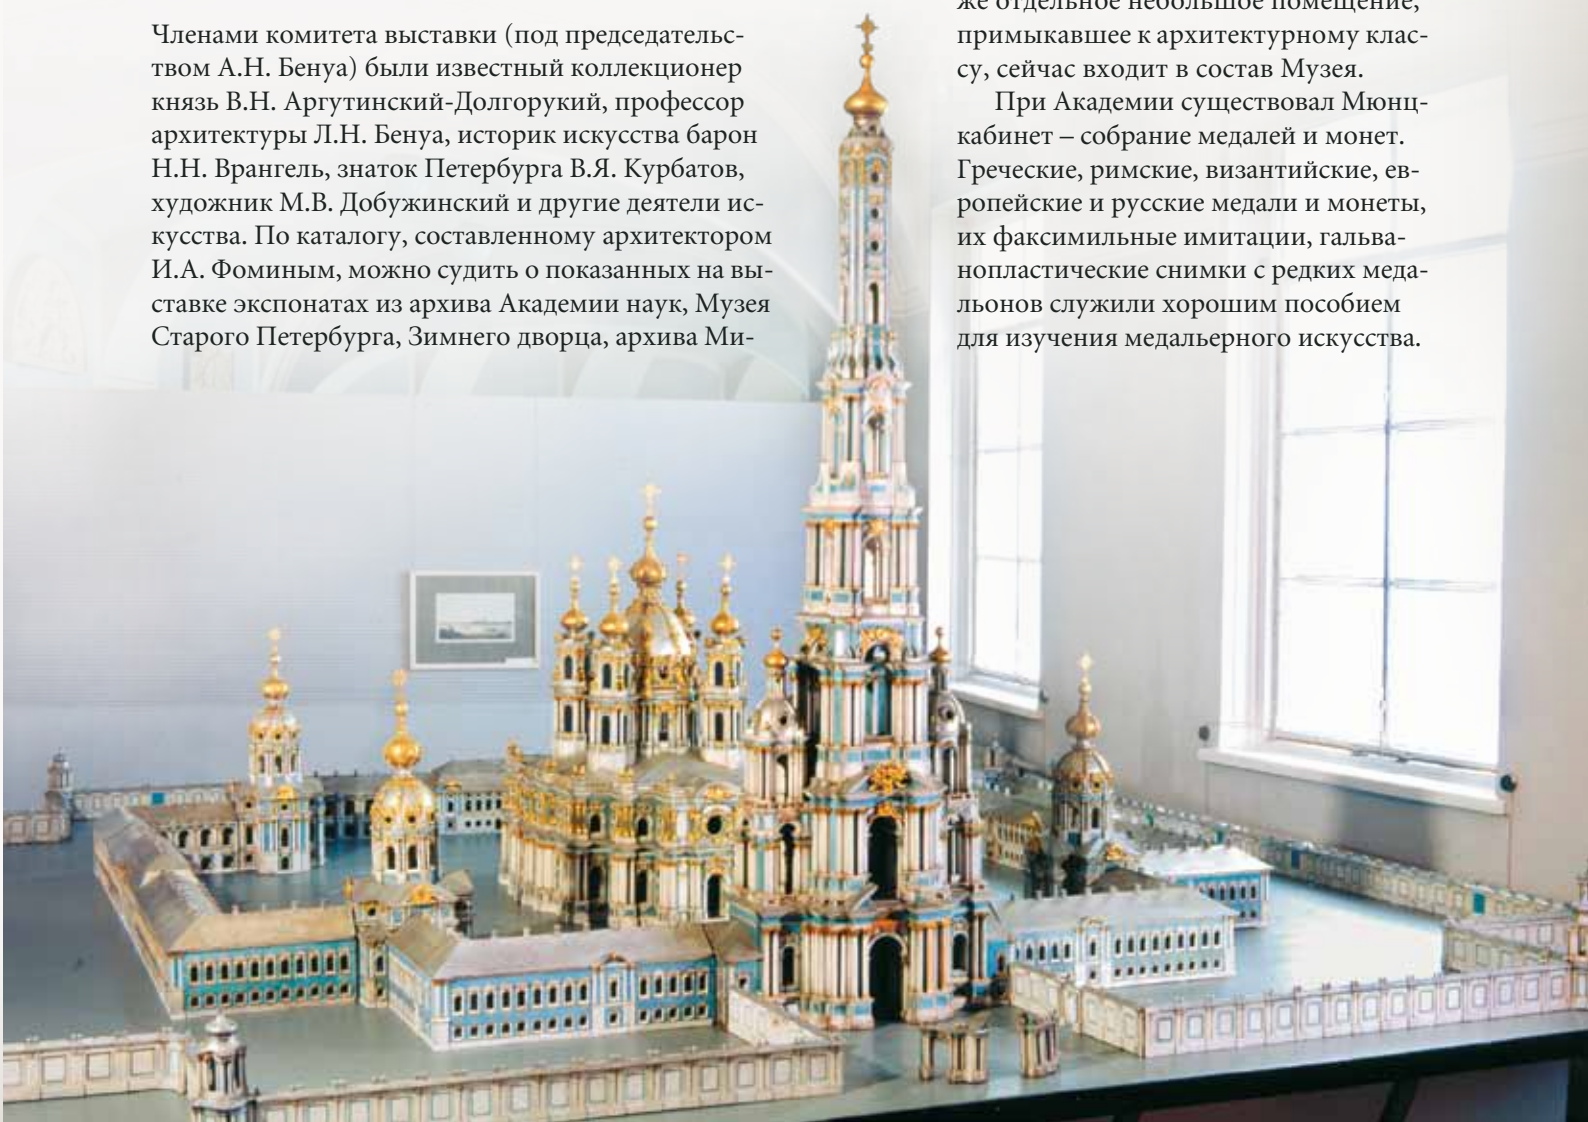 Членами комитета выставки (под председательс-
твом А.Н. Бенуа) были известный коллекционер
князь В.Н. Аргутинский-Долгорукий, профессор
архитектуры Л.Н. Бенуа, историк искусства барон
Н.Н. Врангель, знаток Петербурга В.Я. Курбатов,
художник М.В. Добужинский и другие деятели ис-
кусства. По каталогу, составленному архитектором
И.А. Фоминым, можно судить о показанных на вы-
ставке экспонатах из архива Академии наук, Музея
Старого Петербурга, Зимнего дворца, архива Ми-
же отдельное небольшое помещение,
примыкавшее к архитектурному клас-
су, сейчас входит в состав Музея.
При Академии существовал Мюнц-
кабинет – собрание медалей и монет.
Греческие, римские, византийские, ев-
ропейские и русские медали и монеты,
их факсимильные имитации, гальва-
нопластические снимки с редких меда-
льонов служили хорошим пособием
для изучения медальерного искусства.